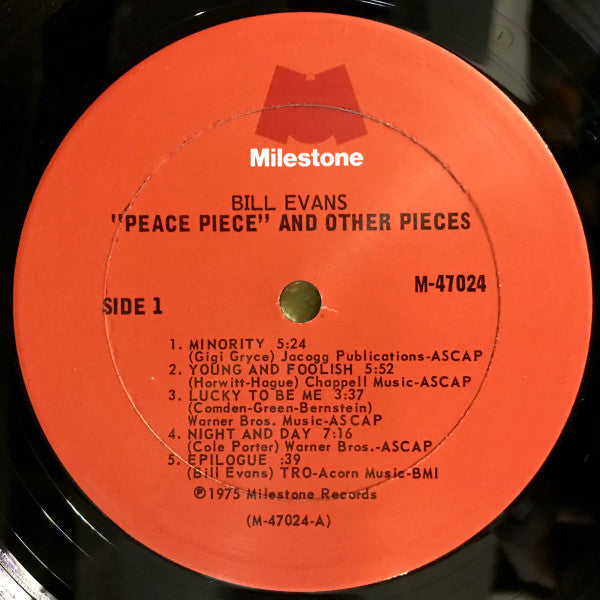 Milestone
BILL EVANS
"PEACE PIECE" AND OTHER PIECES
SIDE 1
M-47024
1. MINORITY 5:24
(Gigi Gryce) Jacogg Publications-ASCAP
2. YOUNG AND FOOLISH 5:52
(Horwitt-Hague) Chappell Music-ASCAP
3. LUCKY TO BE ME 3:37
(Comden-Green-Bernstein)
Warner Bros. Music-ASCAP
4. NIGHT AND DAY 7:16
(Cole Porter) Warner Bros.-ASCAP
5. EPILOGUE :39
(Bill Evans) TRO-Acorn Music-BMI
℗1975 Milestone Records
(M-47024-A)